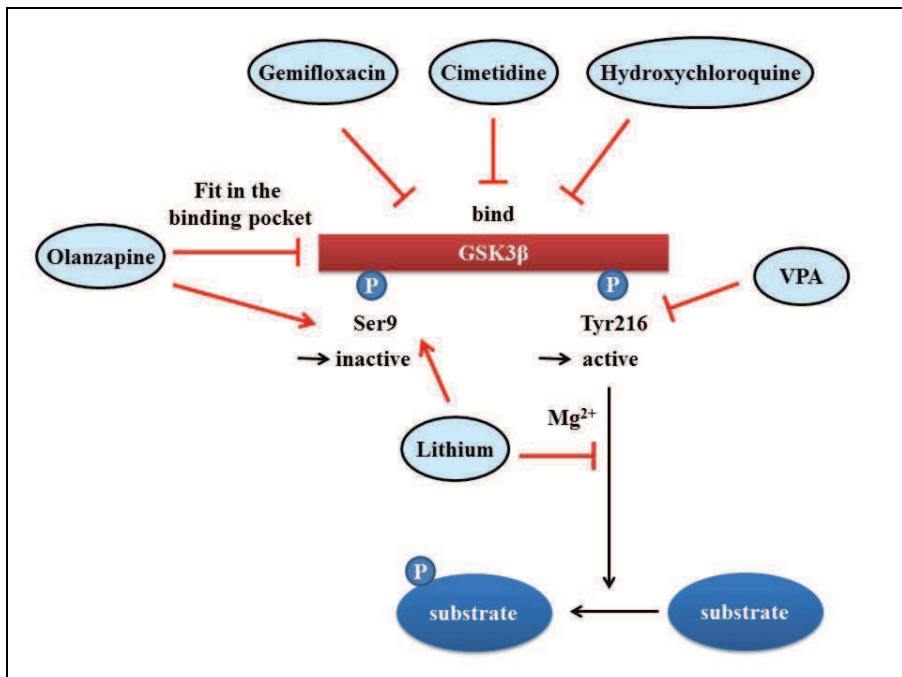 Gemifloxacin
Cimetidine
Hydroxychloroquine
Fit in the
binding pocket
bind
Olanzapine
GSK3β
VPA
P
P
Ser9
Tyr216
inactive
active
Mg²⁺
Lithium
P
substrate
substrate